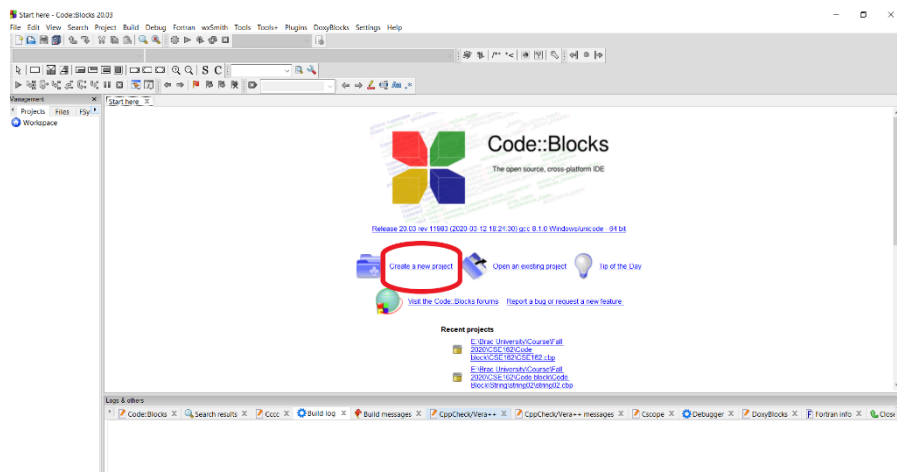 Start here - Code::Blocks 20.03
File Edit View Search Project Build Debug Fortran wxSmith Tools Tools+ Plugins DoxyBlocks Settings Help
S C
Management
Start here
Projects Files FSy
Workspace
Code::Blocks
The open source, cross-platform IDE
Release 20.03 rev 11983 (2020-03-12 18:24:30) gcc 8.1.0 Windows/unicode - 64 bit
Create a new project Open an existing project Tip of the Day
Visit the Code::Blocks forums Report a bug or request a new feature
Recent projects
E:\Brac University\Course\Fall
2020\CSE162\Code
block\CSE162\CSE162.cbp
E:\Brac University\Course\Fall
2020\CSE162\Code block\Code
Block\String\string02\string02.cbp
Logs & others
Code::Blocks Search results Cccc Build log Build messages CppCheck/Vera++ CppCheck/Vera++ messages Cscope Debugger DoxyBlocks Fortran info Close